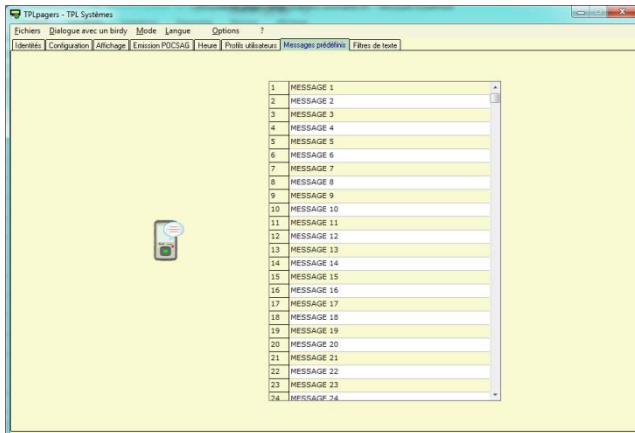 TPLpagers - TPL Systèmes
Fichiers Dialogue avec un birdy Mode Langue Options ?
Identités Configuration Affichage Emission POCSAG Heure Profils utilisateurs Messages prédéfinis Filtres de texte
1 MESSAGE 1
2 MESSAGE 2
3 MESSAGE 3
4 MESSAGE 4
5 MESSAGE 5
6 MESSAGE 6
7 MESSAGE 7
8 MESSAGE 8
9 MESSAGE 9
10 MESSAGE 10
11 MESSAGE 11
12 MESSAGE 12
13 MESSAGE 13
14 MESSAGE 14
15 MESSAGE 15
16 MESSAGE 16
17 MESSAGE 17
18 MESSAGE 18
19 MESSAGE 19
20 MESSAGE 20
21 MESSAGE 21
22 MESSAGE 22
23 MESSAGE 23
24 MESSAGE 24